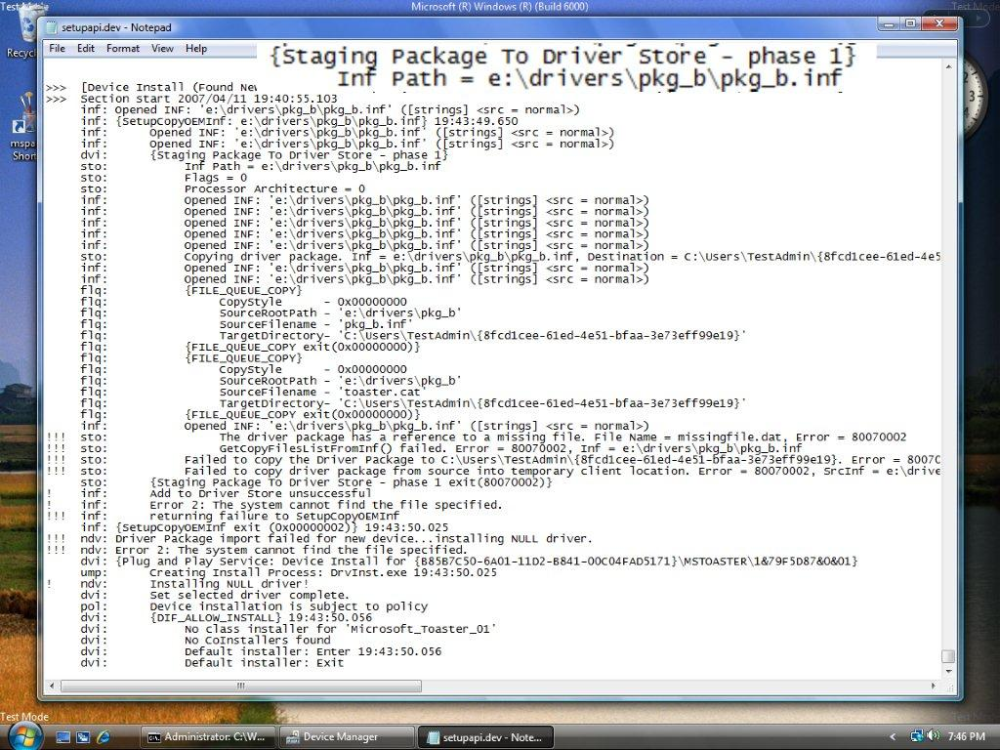 Test Mode
Microsoft (R) Windows (R) (Build 6000)
Test Mode
setupapi.dev - Notepad
File Edit Format View Help
{Staging Package To Driver Store - phase 1}
Inf Path = e:\drivers\pkg_b\pkg_b.inf
>>> [Device Install (Found New
>>> Section start 2007/04/11 19:40:55.103
inf: Opened INF: 'e:\drivers\pkg_b\pkg_b.inf' ([strings] <src = normal>)
inf: {SetupCopyOEMInf: e:\drivers\pkg_b\pkg_b.inf} 19:43:49.650
inf: Opened INF: 'e:\drivers\pkg_b\pkg_b.inf' ([strings] <src = normal>)
inf: Opened INF: 'e:\drivers\pkg_b\pkg_b.inf' ([strings] <src = normal>)
dvi: {Staging Package To Driver Store - phase 1}
sto: Inf Path = e:\drivers\pkg_b\pkg_b.inf
sto: Flags = 0
sto: Processor Architecture = 0
inf: Opened INF: 'e:\drivers\pkg_b\pkg_b.inf' ([strings] <src = normal>)
inf: Opened INF: 'e:\drivers\pkg_b\pkg_b.inf' ([strings] <src = normal>)
inf: Opened INF: 'e:\drivers\pkg_b\pkg_b.inf' ([strings] <src = normal>)
inf: Opened INF: 'e:\drivers\pkg_b\pkg_b.inf' ([strings] <src = normal>)
inf: Opened INF: 'e:\drivers\pkg_b\pkg_b.inf' ([strings] <src = normal>)
sto: Copying driver package. Inf = e:\drivers\pkg_b\pkg_b.inf, Destination = C:\Users\TestAdmin\{8fcd1cee-61ed-4e5
inf: Opened INF: 'e:\drivers\pkg_b\pkg_b.inf' ([strings] <src = normal>)
inf: Opened INF: 'e:\drivers\pkg_b\pkg_b.inf' ([strings] <src = normal>)
flq: {FILE_QUEUE_COPY}
flq: CopyStyle - 0x00000000
flq: SourceRootPath - 'e:\drivers\pkg_b'
flq: SourceFilename - 'pkg_b.inf'
flq: TargetDirectory- 'C:\Users\TestAdmin\{8fcd1cee-61ed-4e51-bfaa-3e73eff99e19}'
flq: {FILE_QUEUE_COPY exit(0x00000000)}
flq: {FILE_QUEUE_COPY}
flq: CopyStyle - 0x00000000
flq: SourceRootPath - 'e:\drivers\pkg_b'
flq: SourceFilename - 'toaster.cat'
flq: TargetDirectory- 'C:\Users\TestAdmin\{8fcd1cee-61ed-4e51-bfaa-3e73eff99e19}'
flq: {FILE_QUEUE_COPY exit(0x00000000)}
inf: Opened INF: 'e:\drivers\pkg_b\pkg_b.inf' ([strings] <src = normal>)
!!! sto: The driver package has a reference to a missing file. File Name = missingfile.dat, Error = 80070002
!!! sto: GetCopyFilesListFromInf() failed. Error = 80070002, Inf = e:\drivers\pkg_b\pkg_b.inf
!!! sto: Failed to copy the Driver Package to C:\Users\TestAdmin\{8fcd1cee-61ed-4e51-bfaa-3e73eff99e19}. Error = 8007C
!!! sto: Failed to copy driver package from source into temporary client location. Error = 80070002, SrcInf = e:\drive
sto: {Staging Package To Driver Store - phase 1 exit(80070002)}
! inf: Add to Driver Store unsuccessful
! inf: Error 2: The system cannot find the file specified.
!!! inf: returning failure to SetupCopyOEMInf
inf: {SetupCopyOEMInf exit (0x00000002)} 19:43:50.025
!!! ndv: Driver Package import failed for new device...installing NULL driver.
!!! ndv: Error 2: The system cannot find the file specified.
dvi: {Plug and Play Service: Device Install for {B85B7C50-6A01-11D2-B841-00C04FAD5171}\MSTOASTER\1&79F5D87&0&01}
ump: Creating Install Process: DrvInst.exe 19:43:50.025
! ndv: Installing NULL driver!
dvi: Set selected driver complete.
pol: Device installation is subject to policy
dvi: {DIF_ALLOW_INSTALL} 19:43:50.056
dvi: No class installer for 'Microsoft_Toaster_01'
dvi: No CoInstallers found
dvi: Default installer: Enter 19:43:50.056
dvi: Default installer: Exit
Recycl
mspa
Short
Test Mode
Administrator: C:\W...
Device Manager
setupapi.dev - Note...
7:46 PM